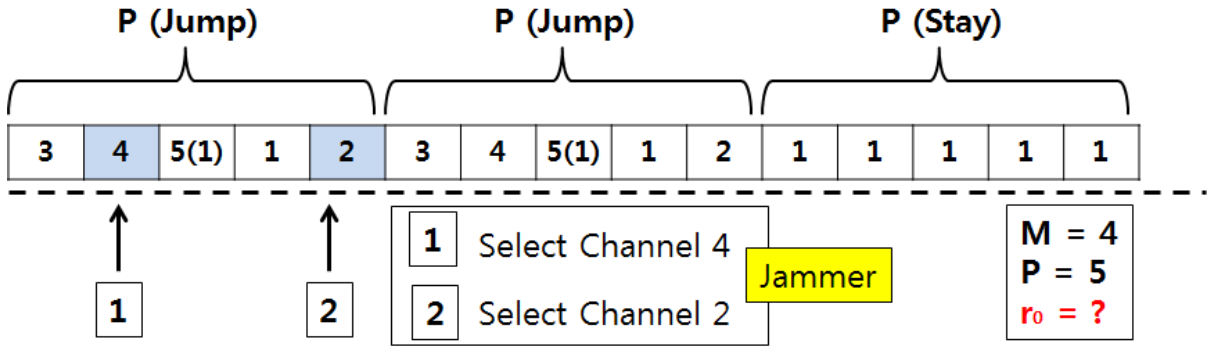 P (Jump) P (Jump) P (Stay)
3 4 5(1) 1 2 3 4 5(1) 1 2 1 1 1 1 1
1 2
1 Select Channel 4
2 Select Channel 2
Jammer
M = 4
P = 5
r₀ = ?